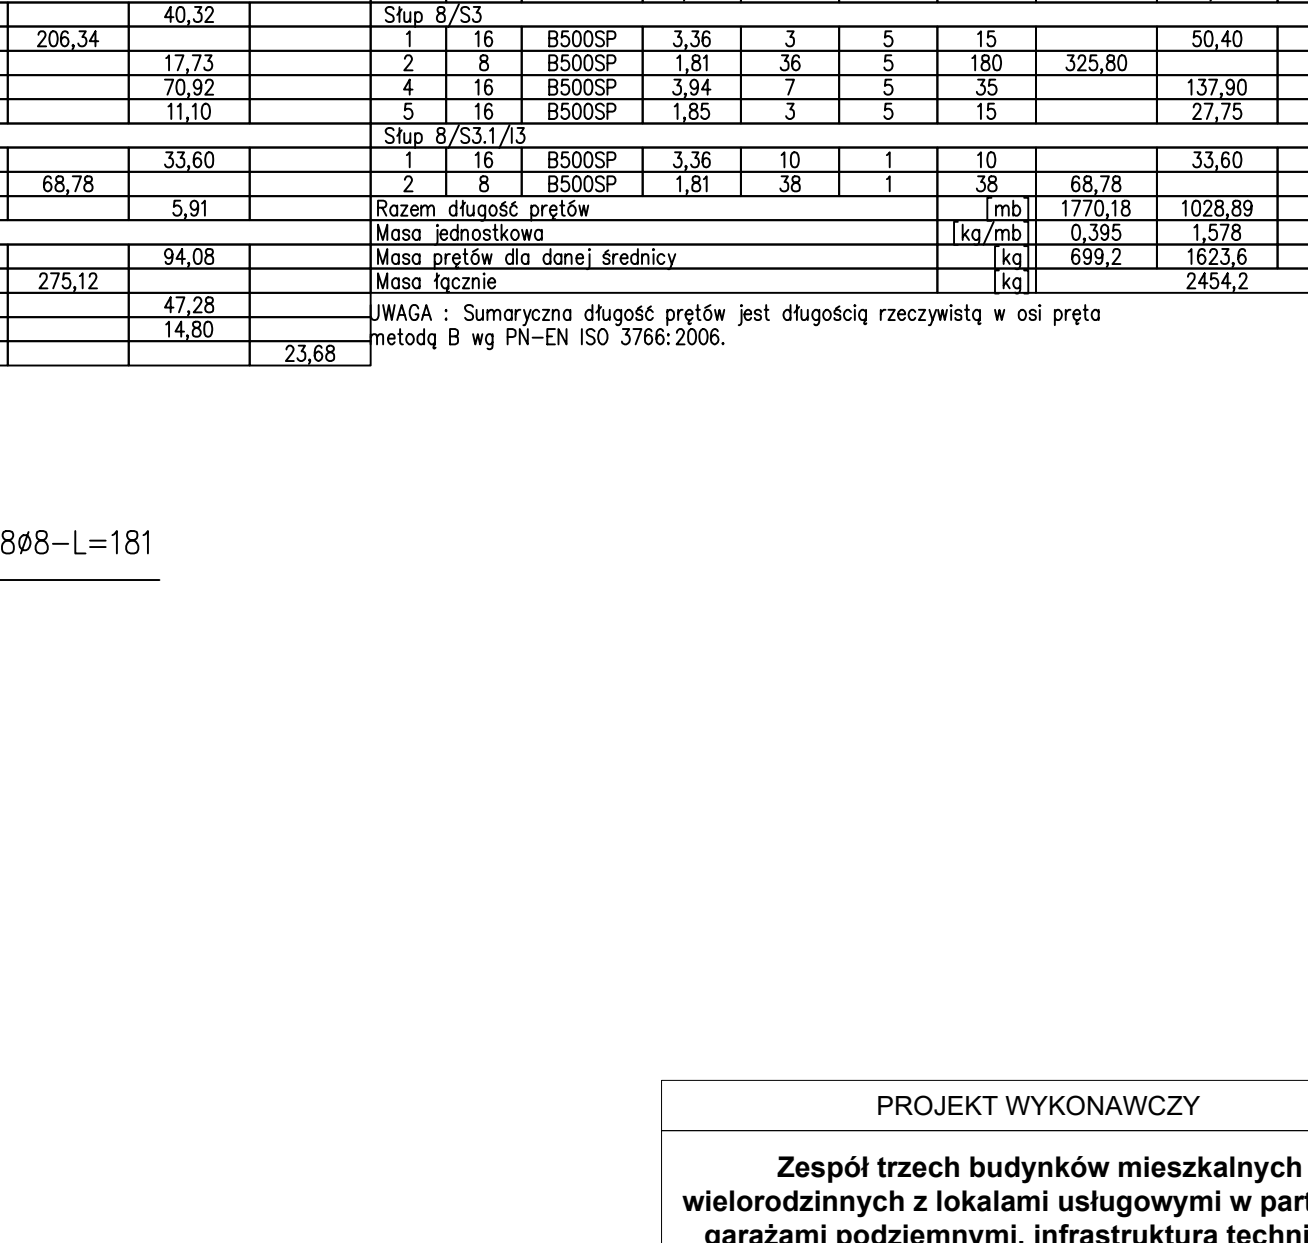 40,32 Słup 8/S3
206,34 1 16 B500SP 3,36 3 5 15 50,40
17,73 2 8 B500SP 1,81 36 5 180 325,80
70,92 4 16 B500SP 3,94 7 5 35 137,90
11,10 5 16 B500SP 1,85 3 5 15 27,75
Słup 8/S3.1/I3
33,60 1 16 B500SP 3,36 10 1 10 33,60
68,78 2 8 B500SP 1,81 38 1 38 68,78
5,91 Razem długość prętów [mb] 1770,18 1028,89
Masa jednostkowa [kg/mb] 0,395 1,578
94,08 Masa prętów dla danej średnicy [kg] 699,2 1623,6
275,12 Masa łącznie [kg] 2454,2
47,28 UWAGA : Sumaryczna długość prętów jest długością rzeczywistą w osi pręta
14,80 metodą B wg PN–EN ISO 3766:2006.
23,68
8ø8–L=181
PROJEKT WYKONAWCZY
Zespół trzech budynków mieszkalnych
wielorodzinnych z lokalami usługowymi w part
garażami podziemnymi, infrastrukturą techni